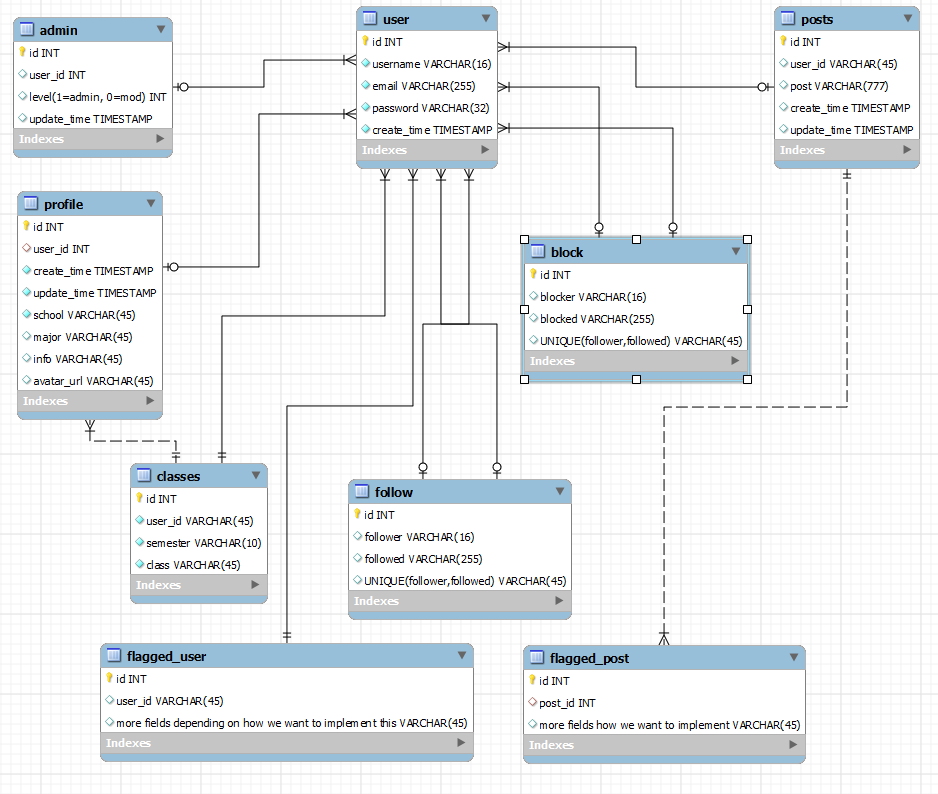 admin
id INT
user_id INT
level(1=admin, 0=mod) INT
update_time TIMESTAMP
Indexes
user
id INT
username VARCHAR(16)
email VARCHAR(255)
password VARCHAR(32)
create_time TIMESTAMP
Indexes
posts
id INT
user_id VARCHAR(45)
post VARCHAR(777)
create_time TIMESTAMP
update_time TIMESTAMP
Indexes
profile
id INT
user_id INT
create_time TIMESTAMP
update_time TIMESTAMP
school VARCHAR(45)
major VARCHAR(45)
info VARCHAR(45)
avatar_url VARCHAR(45)
Indexes
block
id INT
blocker VARCHAR(16)
blocked VARCHAR(255)
UNIQUE(follower,followed) VARCHAR(45)
Indexes
classes
id INT
user_id VARCHAR(45)
semester VARCHAR(10)
class VARCHAR(45)
Indexes
follow
id INT
follower VARCHAR(16)
followed VARCHAR(255)
UNIQUE(follower,followed) VARCHAR(45)
Indexes
flagged_user
id INT
user_id VARCHAR(45)
more fields depending on how we want to implement this VARCHAR(45)
Indexes
flagged_post
id INT
post_id INT
more fields how we want to implement VARCHAR(45)
Indexes